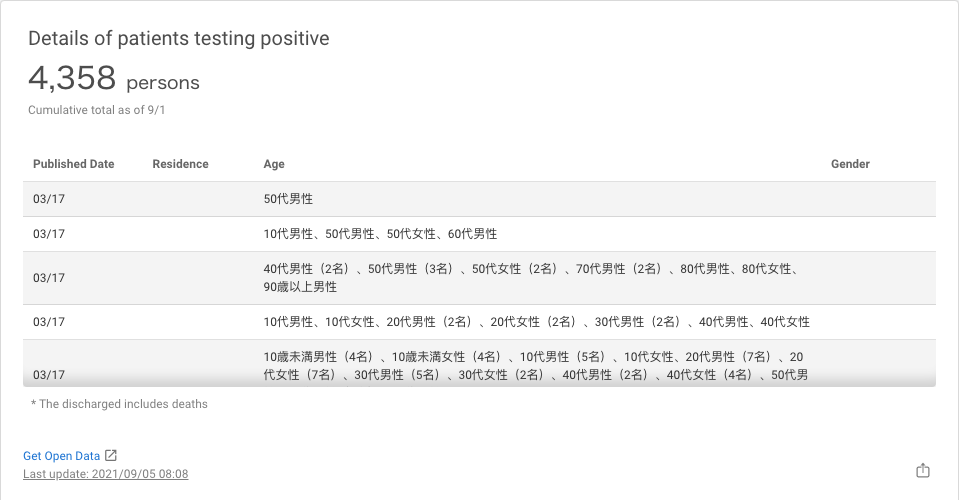 Details of patients testing positive
4,358 persons
Cumulative total as of 9/1
Published Date Residence Age Gender
03/17 50代男性
03/17 10代男性、50代男性、50代女性、60代男性
03/17 40代男性（2名）、50代男性（3名）、50代女性（2名）、70代男性（2名）、80代男性、80代女性、
90歳以上男性
03/17 10代男性、10代女性、20代男性（2名）、20代女性（2名）、30代男性（2名）、40代男性、40代女性
10歳未満男性（4名）、10歳未満女性（4名）、10代男性（5名）、10代女性、20代男性（7名）、20
03/17 代女性（7名）、30代男性（5名）、30代女性（2名）、40代男性（2名）、40代女性（4名）、50代男
* The discharged includes deaths
Get Open Data
Last update: 2021/09/05 08:08